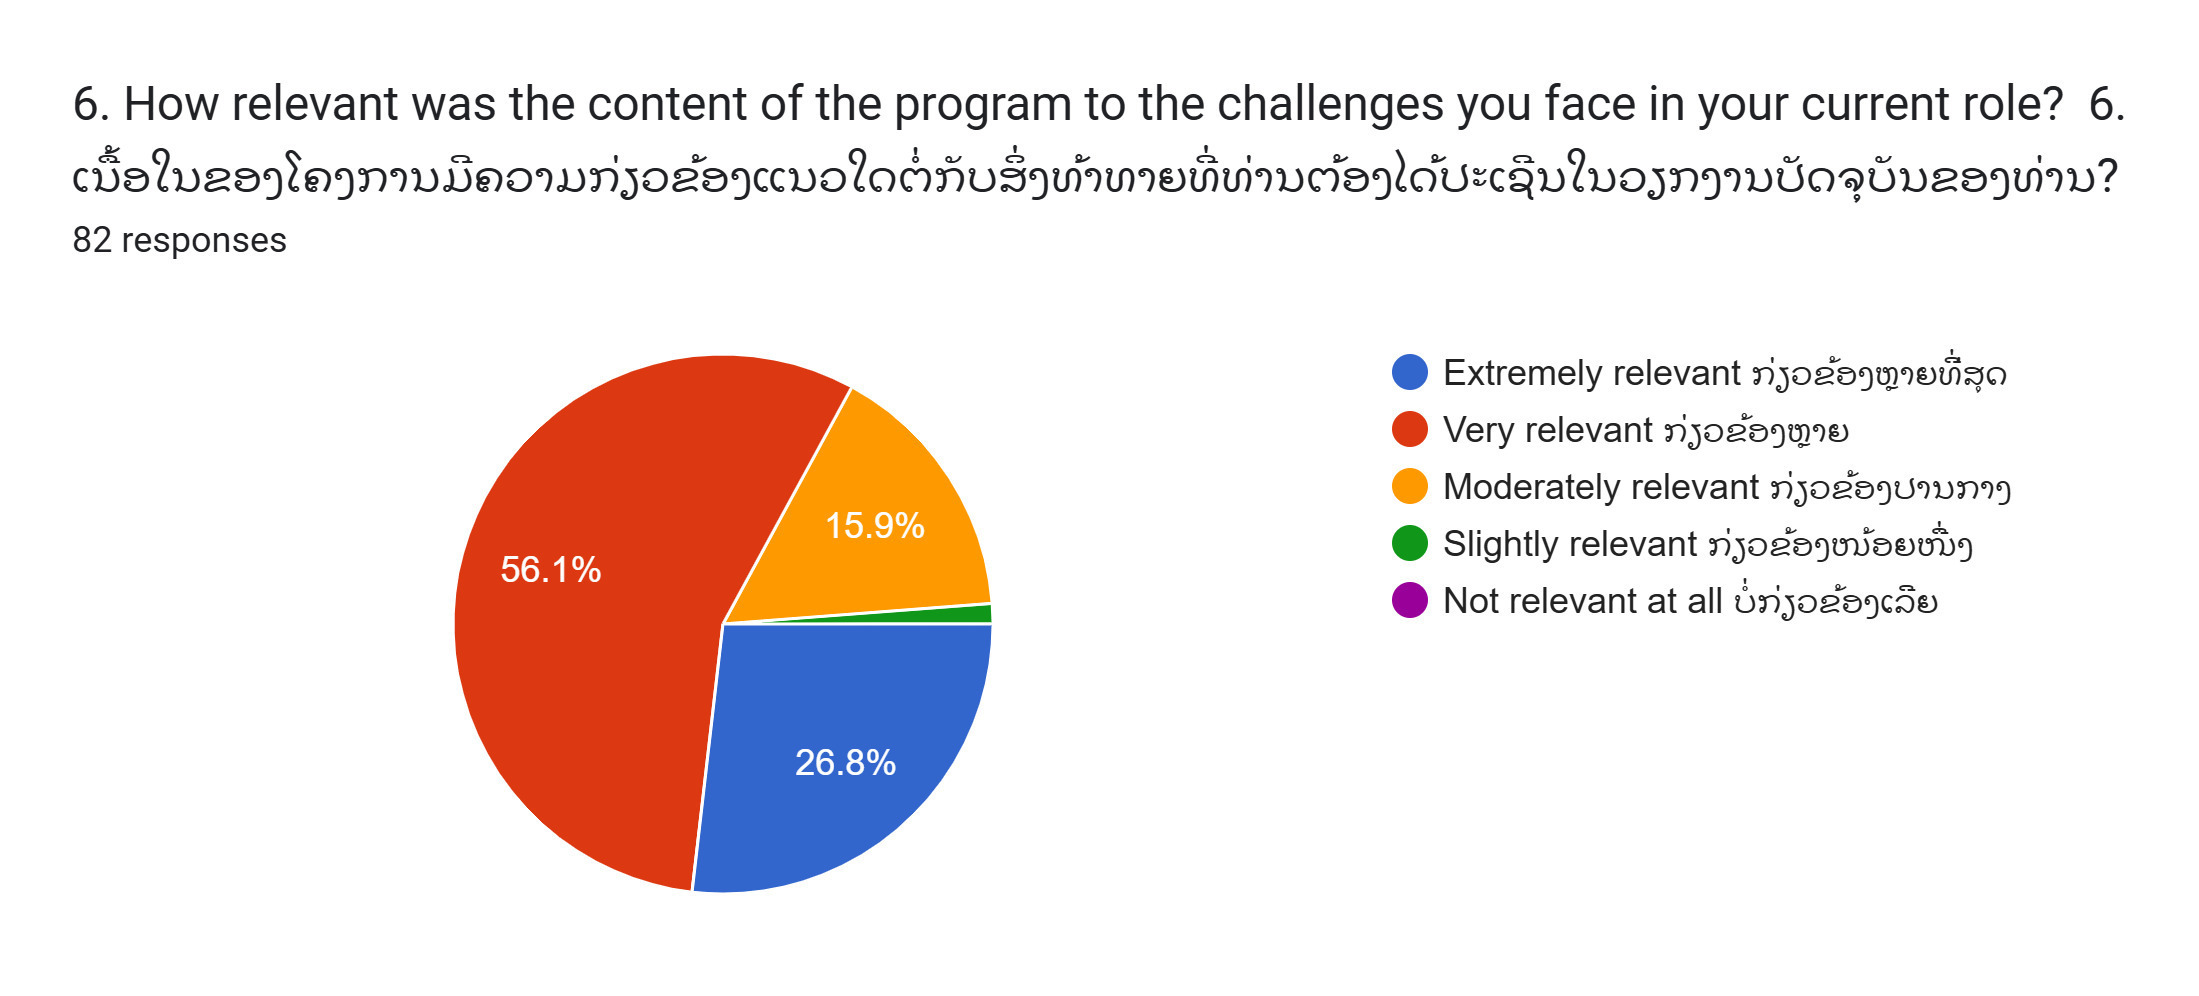 6. How relevant was the content of the program to the challenges you face in your current role?  6.
ເນື້ອໃນຂອງໂຄງການມີຄວາມກ່ຽວຂ້ອງແນວໃດຕໍ່ກັບສິ່ງທ້າທາຍທີ່ທ່ານຕ້ອງໄດ້ປະເຊີນໃນວຽກງານປັດຈຸບັນຂອງທ່ານ?
82 responses
Extremely relevant ກ່ຽວຂ້ອງຫຼາຍທີ່ສຸດ
Very relevant ກ່ຽວຂ້ອງຫຼາຍ
Moderately relevant ກ່ຽວຂ້ອງປານກາງ
Slightly relevant ກ່ຽວຂ້ອງໜ້ອຍໜຶ່ງ
Not relevant at all ບໍ່ກ່ຽວຂ້ອງເລີຍ
15.9%
56.1%
26.8%